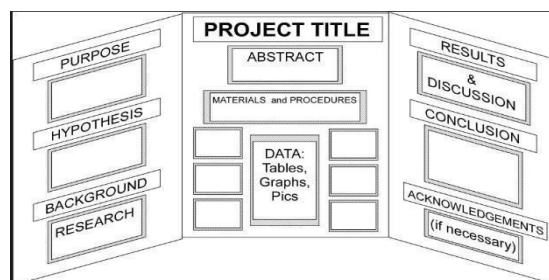 PURPOSE
HYPOTHESIS
BACKGROUND
RESEARCH
PROJECT TITLE
ABSTRACT
MATERIALS and PROCEDURES
DATA:
Tables,
Graphs,
Pics
RESULTS
&
DISCUSSION
CONCLUSION
ACKNOWLEDGEMENTS
(if necessary)